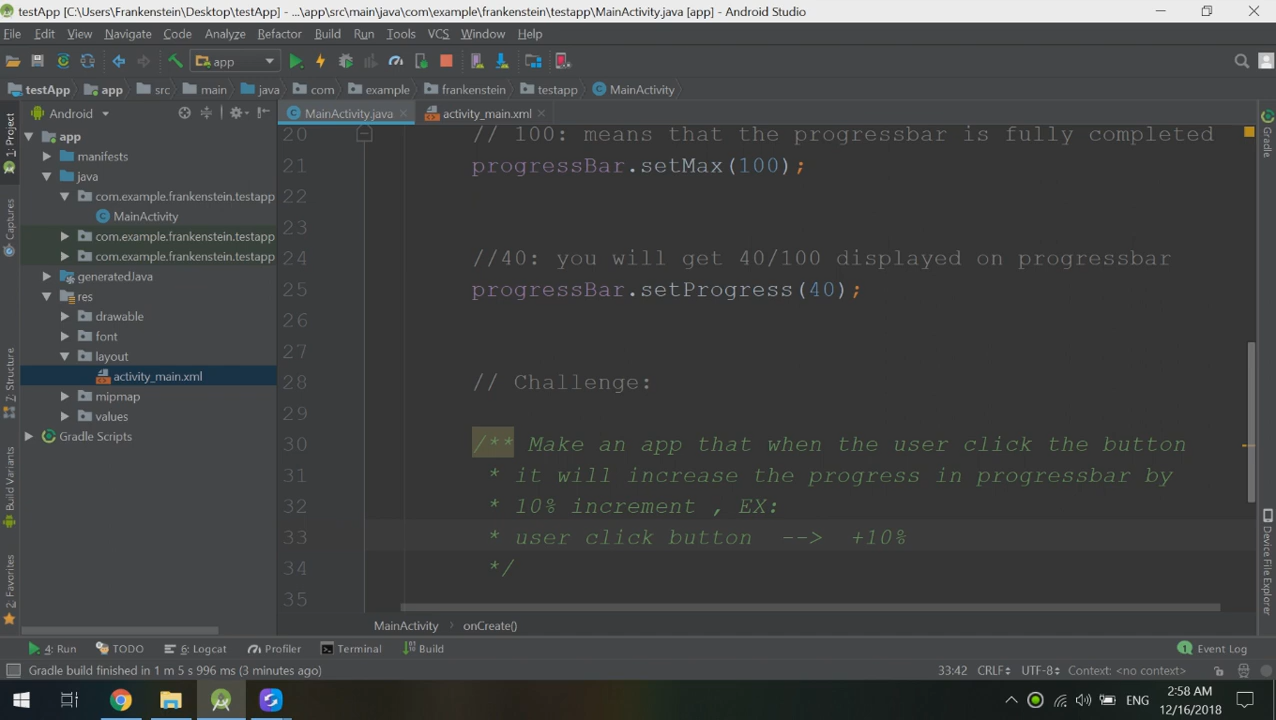 testApp [C:\Users\Frankenstein\Desktop\testApp] - ...\app\src\main\java\com\example\frankenstein\testapp\MainActivity.java [app] - Android Studio
File Edit View Navigate Code Analyze Refactor Build Run Tools VCS Window Help
app
testApp app src main java com example frankenstein testapp MainActivity
Android
MainActivity.java
activity_main.xml
1: Project
Captures
7: Structure
Build Variants
2: Favorites
app
manifests
java
com.example.frankenstein.testapp
MainActivity
com.example.frankenstein.testapp
com.example.frankenstein.testapp
generatedJava
res
drawable
font
layout
activity_main.xml
mipmap
values
Gradle Scripts
20 // 100: means that the progressbar is fully completed
21 progressBar.setMax(100);
22
23
24 //40: you will get 40/100 displayed on progressbar
25 progressBar.setProgress(40);
26
27
28 // Challenge:
29
30 /** Make an app that when the user click the button
31 * it will increase the progress in progressbar by
32 * 10% increment , EX:
33 * user click button --> +10%
34 */
35
MainActivity onCreate()
Gradle
Device File Explorer
4: Run TODO 6: Logcat Profiler Terminal Build 1 Event Log
Gradle build finished in 1 m 5 s 996 ms (3 minutes ago) 33:42 CRLF UTF-8 Context: <no context>
ENG
2:58 AM
12/16/2018